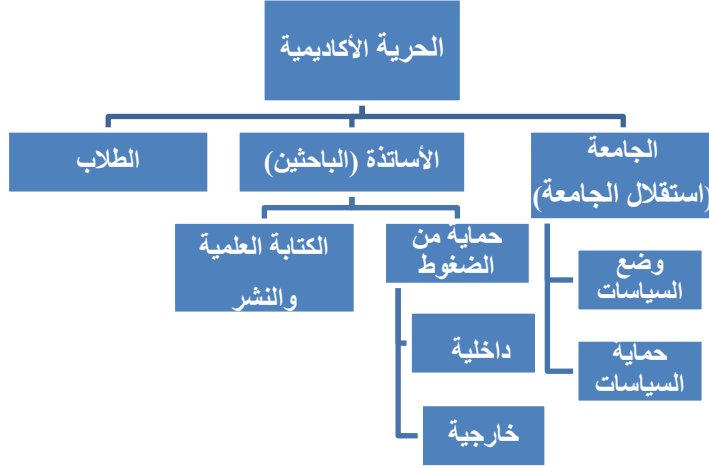 الحرية الأكاديمية
الجامعة
(استقلال الجامعة)
الأساتذة (الباحثين)
الطلاب
وضع
السياسات
حماية
السياسات
حماية من
الضغوط
الكتابة العلمية
والنشر
داخلية
خارجية